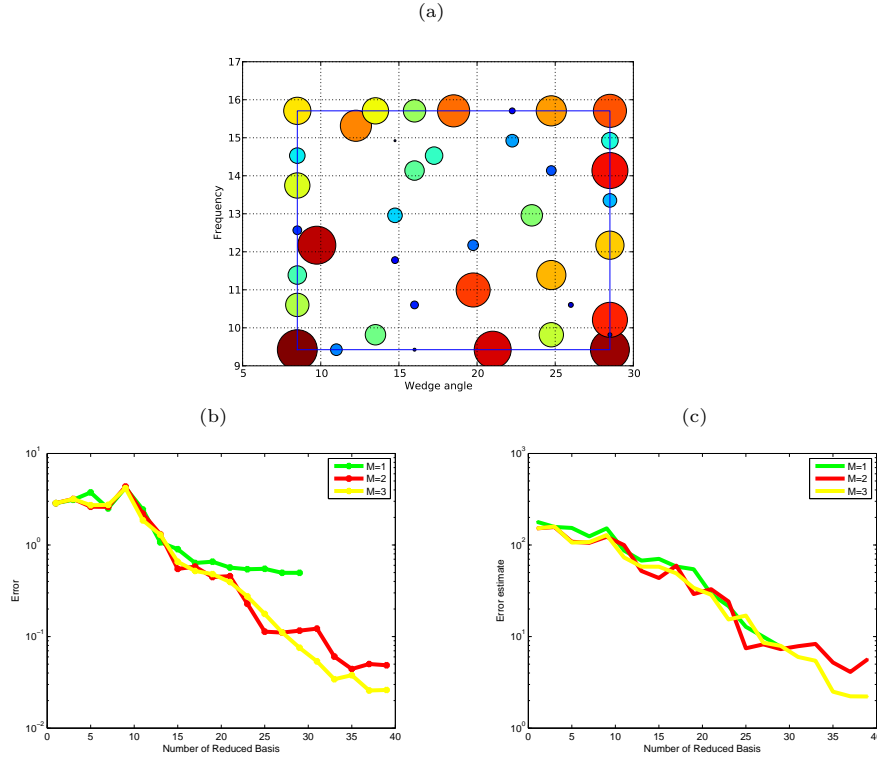 (a)
17
16
15
14
13
12
11
10
9
Frequency
5 10 15 20 25 30
Wedge angle
(b)
10^1
10^0
10^-1
10^-2
Error
M=1
M=2
M=3
0 5 10 15 20 25 30 35 40
Number of Reduced Basis
(c)
10^3
10^2
10^1
10^0
Error estimate
M=1
M=2
M=3
0 5 10 15 20 25 30 35 40
Number of Reduced Basis